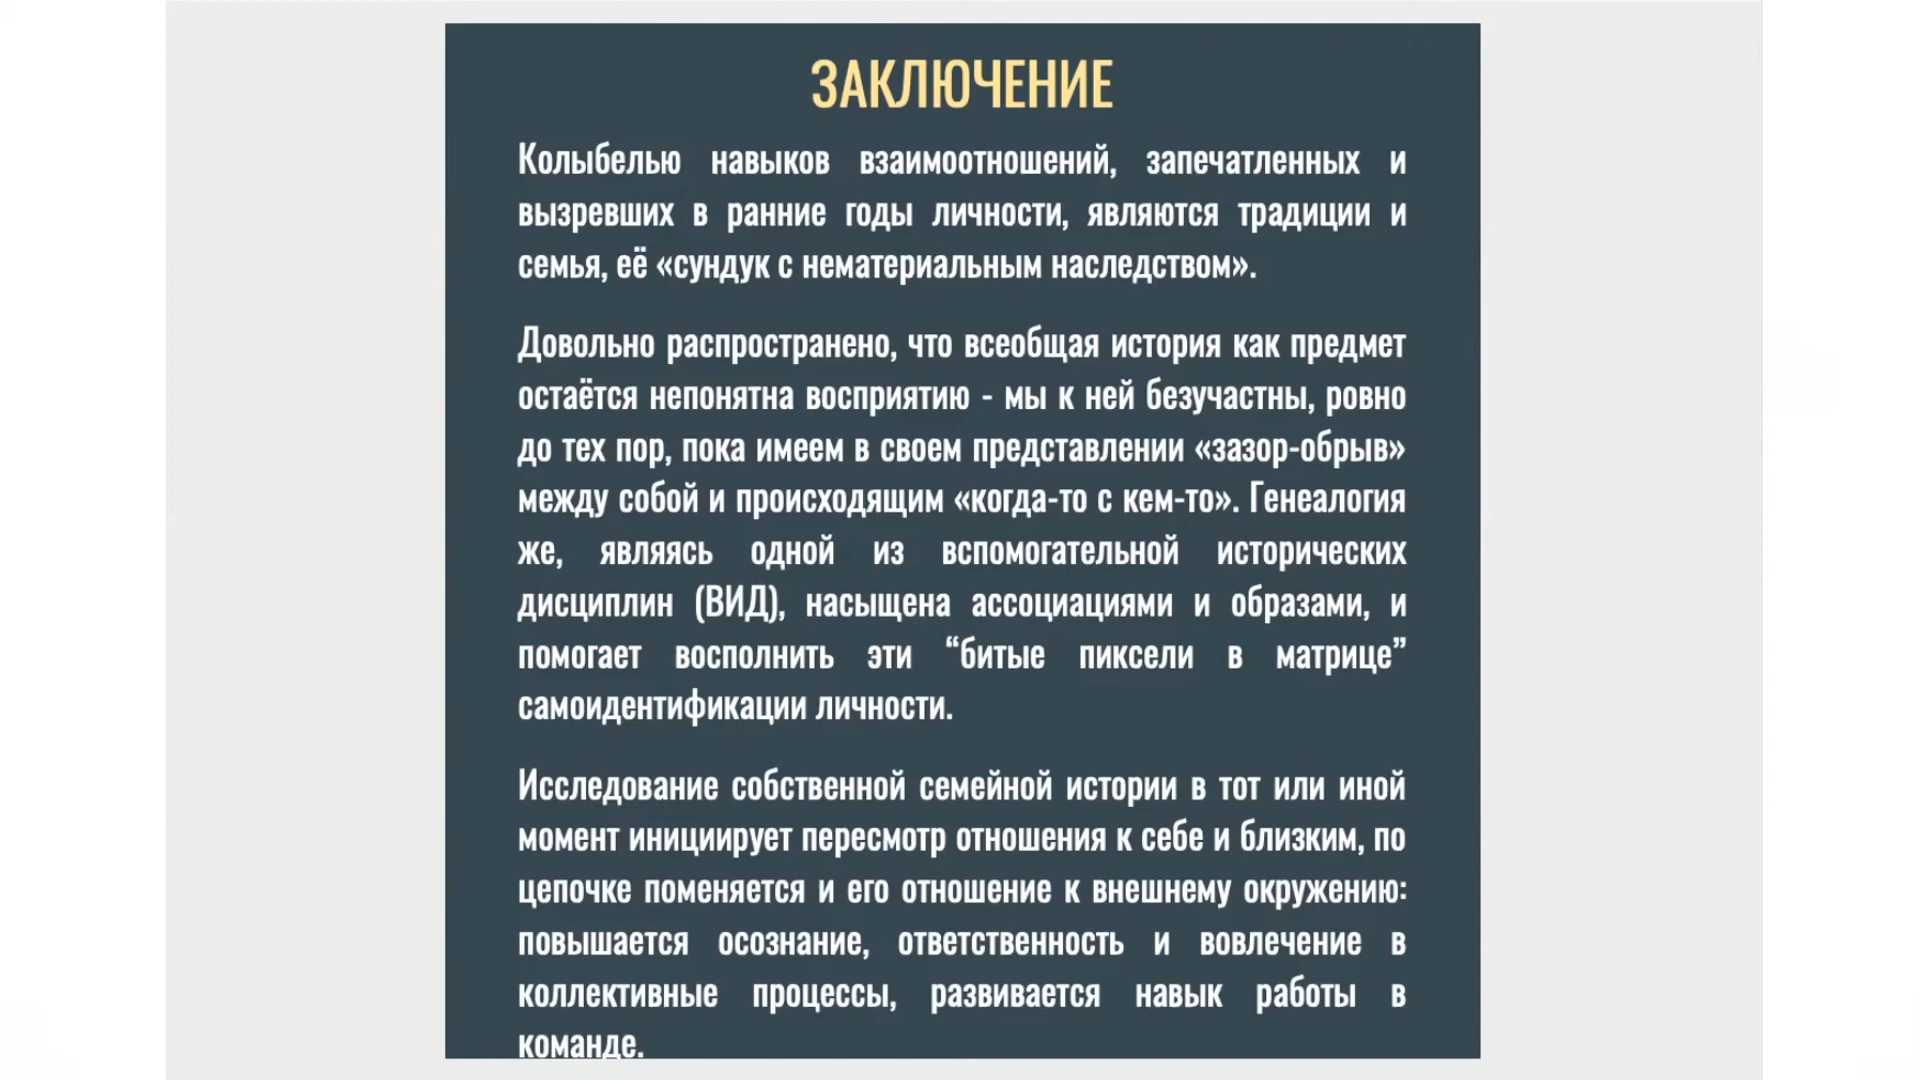 ЗАКЛЮЧЕНИЕ
Колыбелью навыков взаимоотношений, запечатленных и
вызревших в ранние годы личности, являются традиции и
семья, её «сундук с нематериальным наследством».
Довольно распространено, что всеобщая история как предмет
остаётся непонятна восприятию - мы к ней безучастны, ровно
до тех пор, пока имеем в своем представлении «зазор-обрыв»
между собой и происходящим «когда-то с кем-то». Генеалогия
же, являясь одной из вспомогательной исторических
дисциплин (ВИД), насыщена ассоциациями и образами, и
помогает восполнить эти “битые пиксели в матрице”
самоидентификации личности.
Исследование собственной семейной истории в тот или иной
момент инициирует пересмотр отношения к себе и близким, по
цепочке поменяется и его отношение к внешнему окружению:
повышается осознание, ответственность и вовлечение в
коллективные процессы, развивается навык работы в
команде.